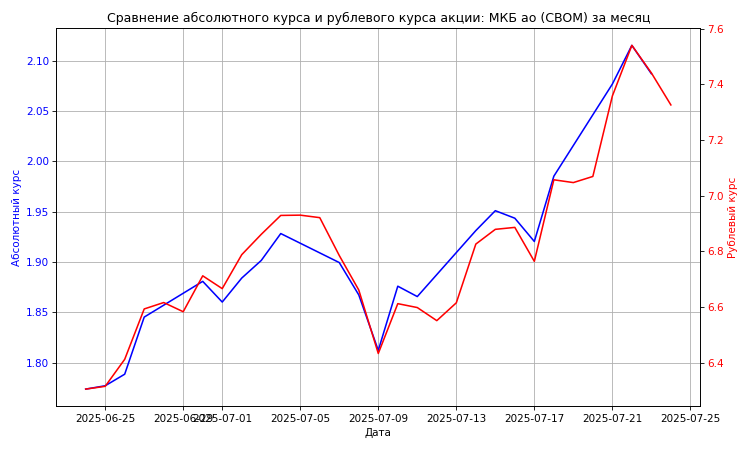 Сравнение абсолютного курса и рублевого курса акции: МКБ ао (CBOM) за месяц
2.10
2.05
2.00
1.95
1.90
1.85
1.80
Абсолютный курс
7.6
7.4
7.2
7.0
6.8
6.6
6.4
Рублевый курс
2025-06-25 2025-06-29 2025-07-01 2025-07-05 2025-07-09 2025-07-13 2025-07-17 2025-07-21 2025-07-25
Дата